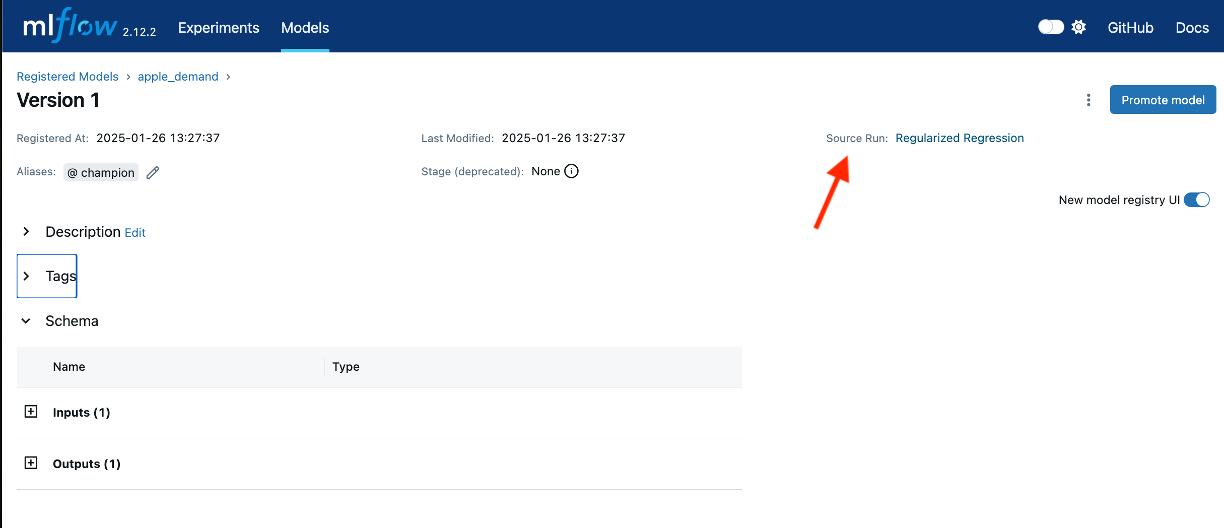 mlflow 2.12.2 Experiments Models GitHub Docs
Registered Models > apple_demand >
Version 1
Promote model
Registered At: 2025-01-26 13:27:37 Last Modified: 2025-01-26 13:27:37 Source Run: Regularized Regression
Aliases: @ champion Stage (deprecated): None
New model registry UI
Description Edit
Tags
Schema
Name Type
Inputs (1)
Outputs (1)